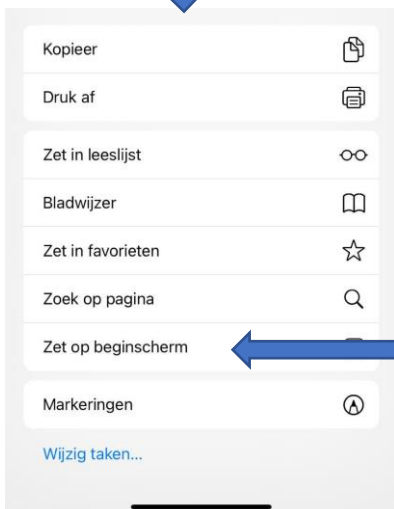 Kopieer
Druk af
Zet in leeslijst
Bladwijzer
Zet in favorieten
Zoek op pagina
Zet op beginscherm
Markeringen
Wijzig taken...